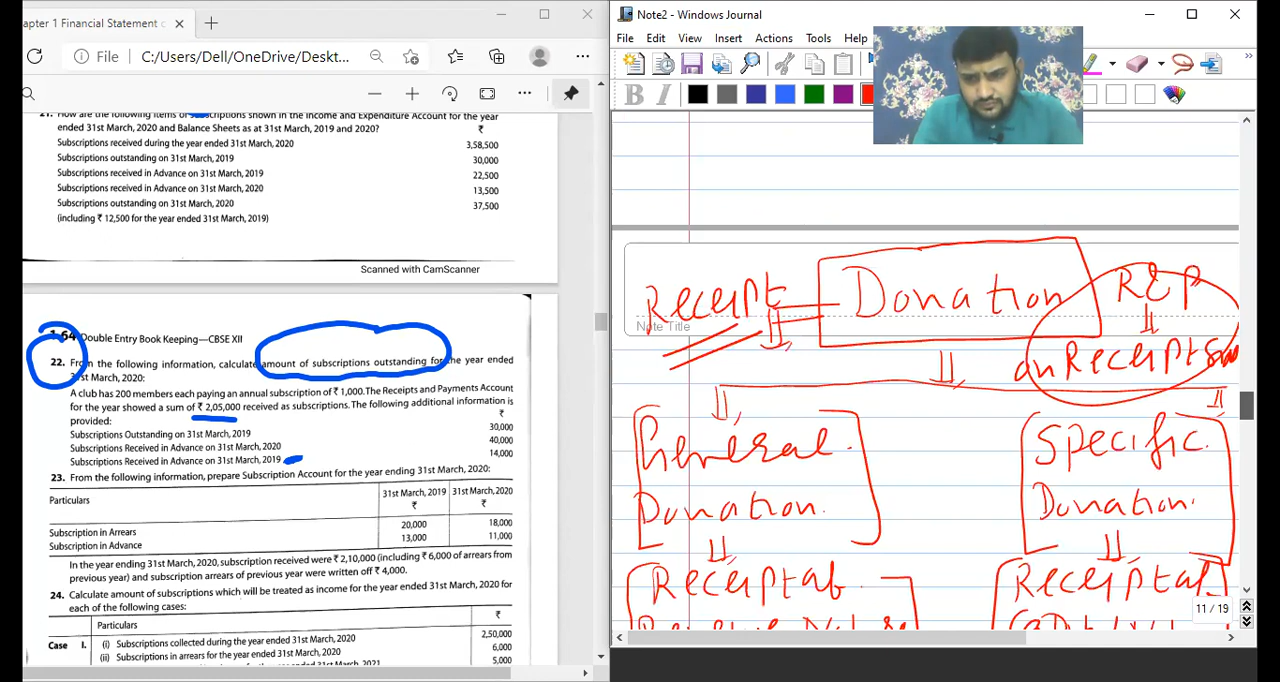 apter 1 Financial Statement
File
C:/Users/Dell/OneDrive/Deskt...
21. How are the following items of subscriptions shown in the Income and Expenditure Account for the year
ended 31st March, 2020 and Balance Sheets as at 31st March, 2019 and 2020? ₹
Subscriptions received during the year ended 31st March, 2020 3,58,500
Subscriptions outstanding on 31st March, 2019 30,000
Subscriptions received in Advance on 31st March, 2019 22,500
Subscriptions received in Advance on 31st March, 2020 13,500
Subscriptions outstanding on 31st March, 2020 37,500
(including ₹ 12,500 for the year ended 31st March, 2019)
Scanned with CamScanner
1.64 Double Entry Book Keeping—CBSE XII
22. From the following information, calculate amount of subscriptions outstanding for the year ended
31st March, 2020:
A club has 200 members each paying an annual subscription of ₹ 1,000. The Receipts and Payments Account
for the year showed a sum of ₹ 2,05,000 received as subscriptions. The following additional information is
provided: ₹
Subscriptions Outstanding on 31st March, 2019 30,000
Subscriptions Received in Advance on 31st March, 2020 40,000
Subscriptions Received in Advance on 31st March, 2019 14,000
23. From the following information, prepare Subscription Account for the year ending 31st March, 2020:
Particulars 31st March, 2019 31st March, 2020
₹ ₹
Subscription in Arrears 20,000 18,000
Subscription in Advance 13,000 11,000
In the year ending 31st March, 2020, subscription received were ₹ 2,10,000 (including ₹ 6,000 of arrears from
previous year) and subscription arrears of previous year were written off ₹ 4,000.
24. Calculate amount of subscriptions which will be treated as income for the year ended 31st March, 2020 for
each of the following cases:
Particulars ₹
Case I. (i) Subscriptions collected during the year ended 31st March, 2020 2,50,000
(ii) Subscriptions in arrears for the year ended 31st March, 2020 6,000
5,000
Note2 - Windows Journal
File Edit View Insert Actions Tools Help
B I
Receipt Donation R&P
Note Title
on Receipt
General Specific
Donation. Donation.
Receipt of Receipt of
11 / 19